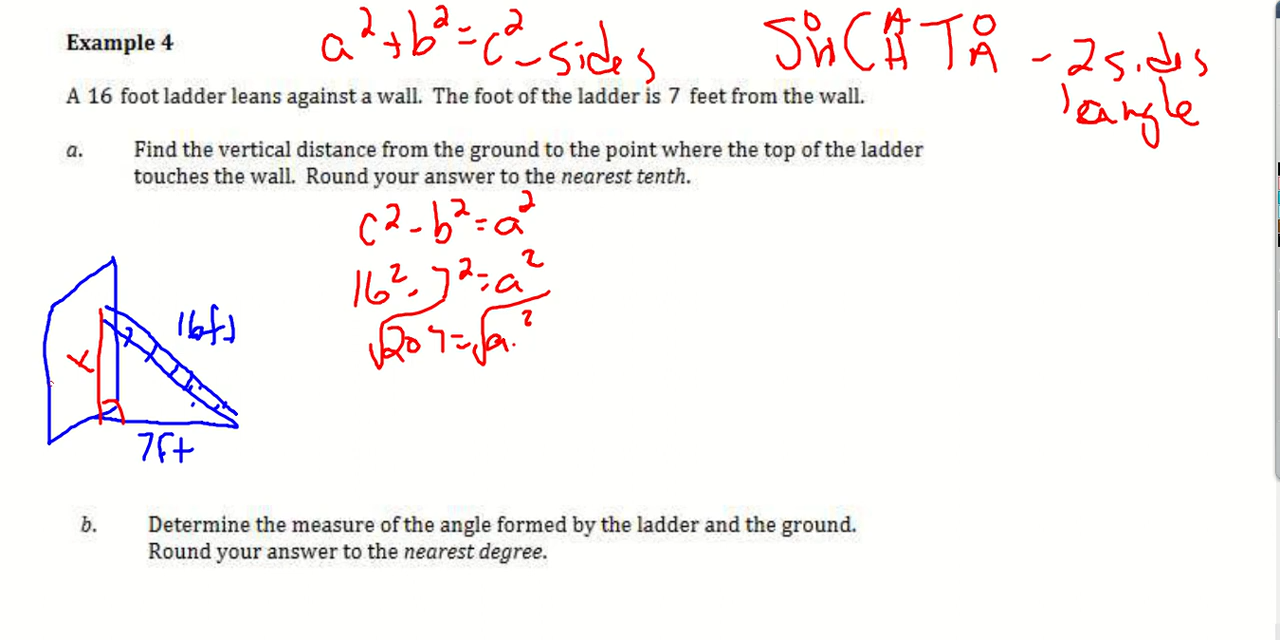 a²+b²=c² - sides
SOH CAH TOA - 2 sides
1 angle
Example 4
A 16 foot ladder leans against a wall. The foot of the ladder is 7 feet from the wall.
a. Find the vertical distance from the ground to the point where the top of the ladder
touches the wall. Round your answer to the nearest tenth.
c² - b² = a²
16² - 7² = a²
√207 = √a²
16ft
x
7ft
b. Determine the measure of the angle formed by the ladder and the ground.
Round your answer to the nearest degree.